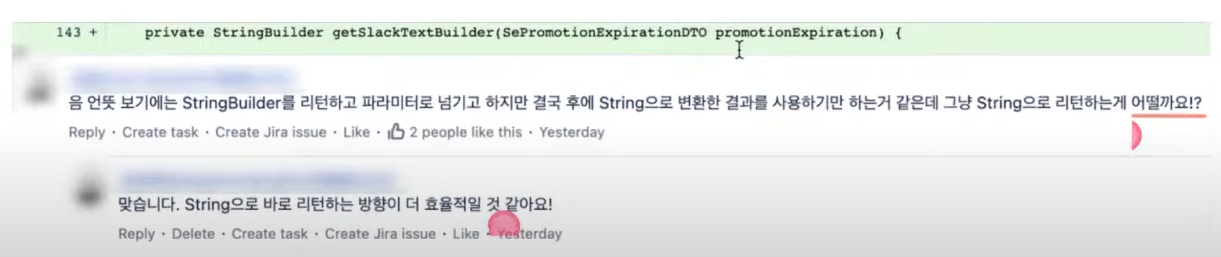 143 + private StringBuilder getSlackTextBuilder(SePromotionExpirationDTO promotionExpiration) {
음 언뜻 보기에는 StringBuilder를 리턴하고 파라미터로 넘기고 하지만 결국 후에 String으로 변환한 결과를 사용하기만 하는거 같은데 그냥 String으로 리턴하는게 어떨까요!?
Reply · Create task · Create Jira issue · Like · 2 people like this · Yesterday
맞습니다. String으로 바로 리턴하는 방향이 더 효율적일 것 같아요!
Reply · Delete · Create task · Create Jira issue · Like · Yesterday